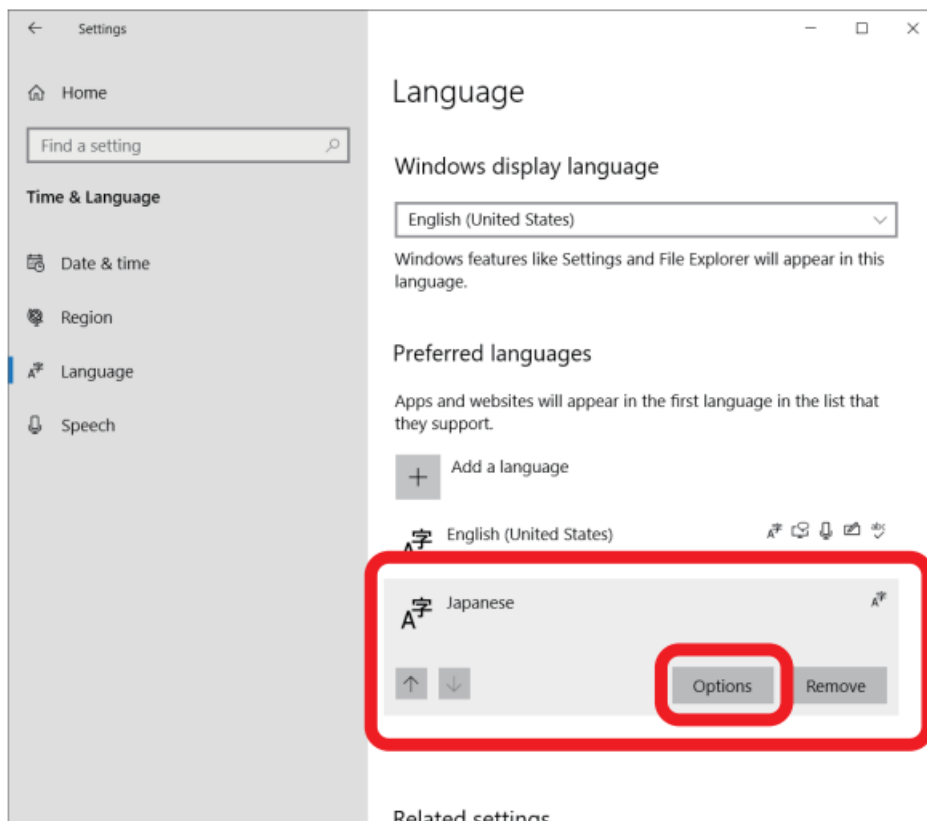 Settings
Home
Find a setting
Time & Language
Date & time
Region
Language
Speech
Language
Windows display language
English (United States)
Windows features like Settings and File Explorer will appear in this
language.
Preferred languages
Apps and websites will appear in the first language in the list that
they support.
Add a language
English (United States)
Japanese
Options
Remove
Related settings